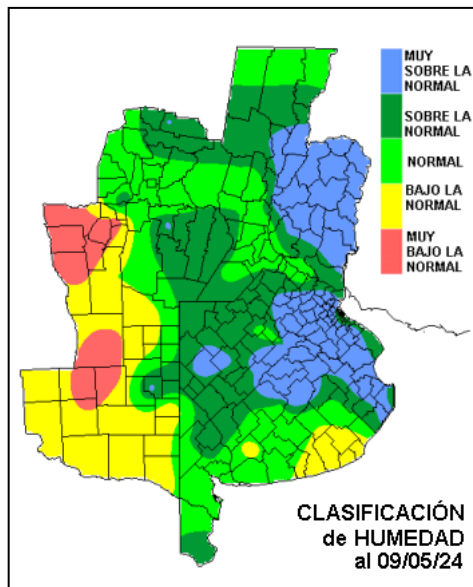 MUY
SOBRE LA
NORMAL
SOBRE LA
NORMAL
NORMAL
BAJO LA
NORMAL
MUY
BAJO LA
NORMAL
CLASIFICACIÓN
de HUMEDAD
al 09/05/24